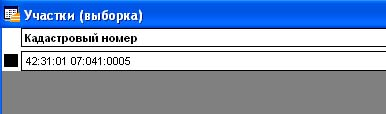 Участки (выборка)
Кадастровый номер
42:31:01 07:041:0005